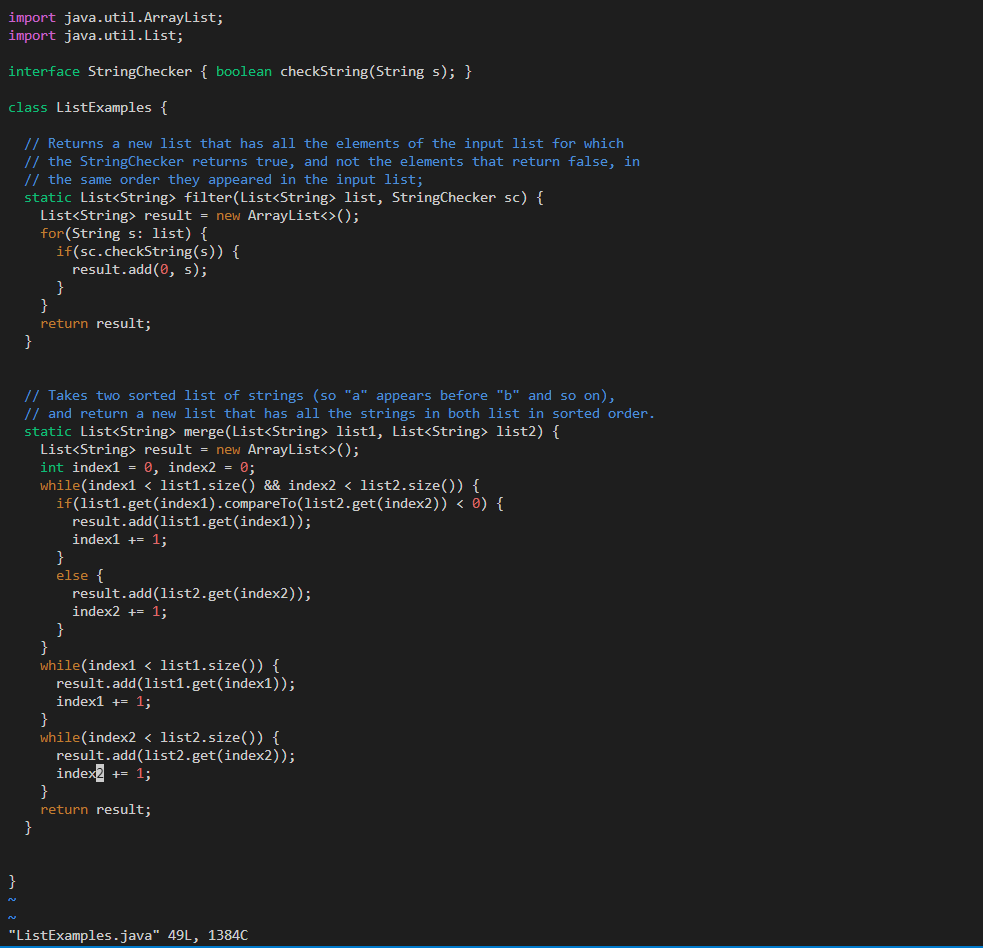 import java.util.ArrayList;
import java.util.List;

interface StringChecker { boolean checkString(String s); }

class ListExamples {

  // Returns a new list that has all the elements of the input list for which
  // the StringChecker returns true, and not the elements that return false, in
  // the same order they appeared in the input list;
  static List<String> filter(List<String> list, StringChecker sc) {
    List<String> result = new ArrayList<>();
    for(String s: list) {
      if(sc.checkString(s)) {
        result.add(0, s);
      }
    }
    return result;
  }


  // Takes two sorted list of strings (so "a" appears before "b" and so on),
  // and return a new list that has all the strings in both list in sorted order.
  static List<String> merge(List<String> list1, List<String> list2) {
    List<String> result = new ArrayList<>();
    int index1 = 0, index2 = 0;
    while(index1 < list1.size() && index2 < list2.size()) {
      if(list1.get(index1).compareTo(list2.get(index2)) < 0) {
        result.add(list1.get(index1));
        index1 += 1;
      }
      else {
        result.add(list2.get(index2));
        index2 += 1;
      }
    }
    while(index1 < list1.size()) {
      result.add(list1.get(index1));
      index1 += 1;
    }
    while(index2 < list2.size()) {
      result.add(list2.get(index2));
      index2 += 1;
    }
    return result;
  }


}
~
~
"ListExamples.java" 49L, 1384C